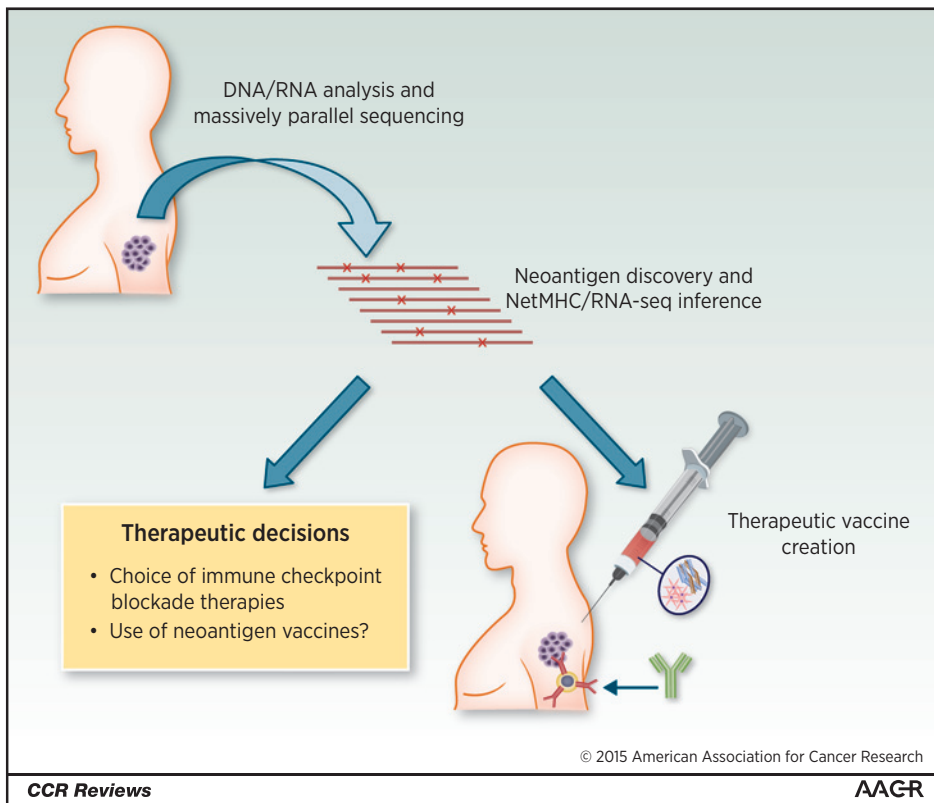 DNA/RNA analysis and
massively parallel sequencing
Neoantigen discovery and
NetMHC/RNA-seq inference
Therapeutic decisions
• Choice of immune checkpoint
blockade therapies
• Use of neoantigen vaccines?
Therapeutic vaccine
creation
© 2015 American Association for Cancer Research
CCR Reviews
AACR